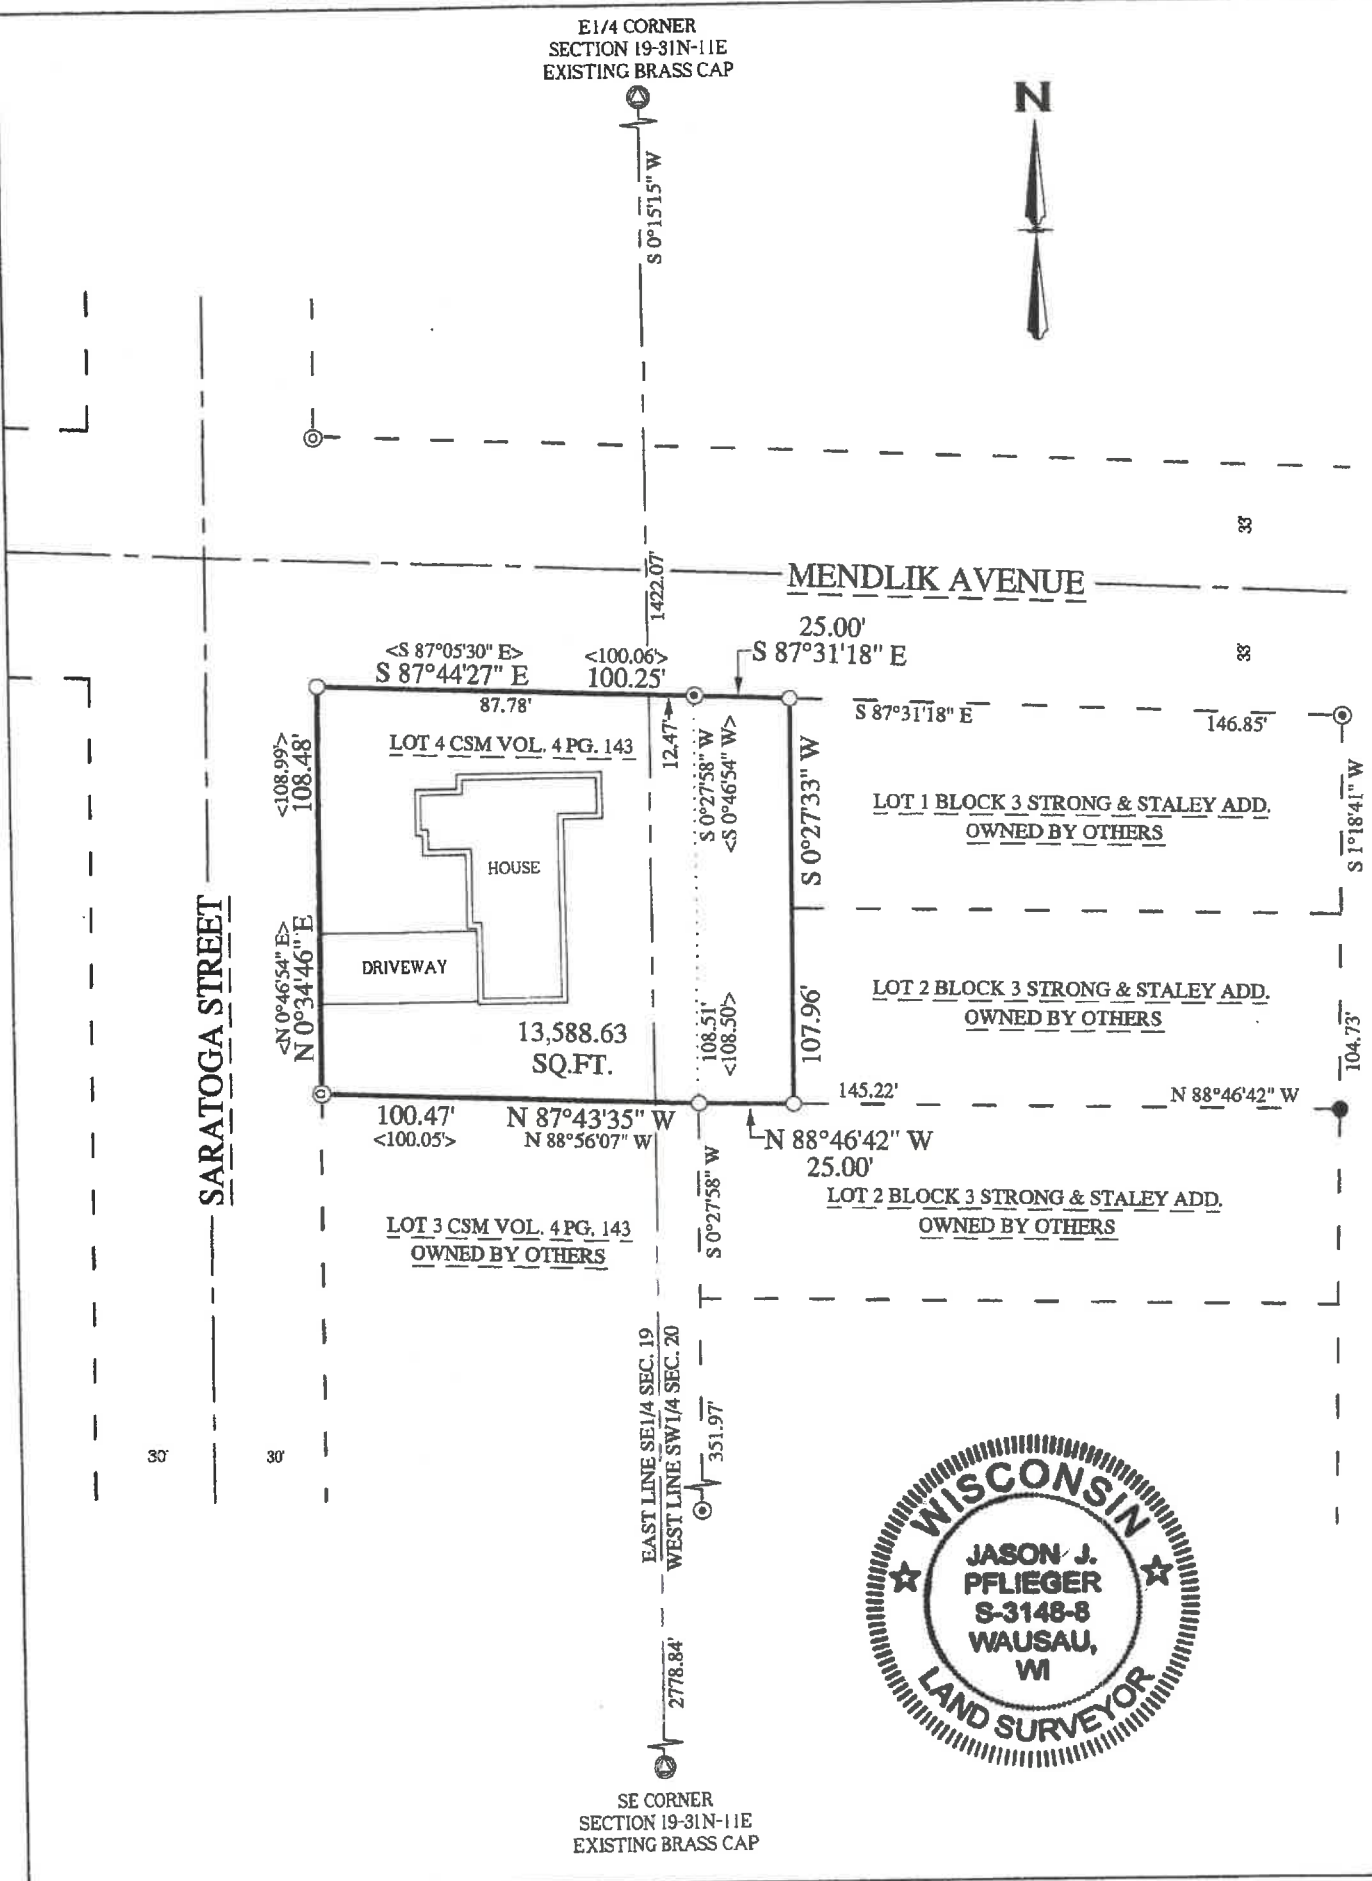 E1/4 CORNER
SECTION 19-31N-11E
EXISTING BRASS CAP
N
S 0°15'15" W
33'
1422.07'
MENDLIK AVENUE
25.00'
S 87°31'18" E
33'
<S 87°05'30" E>
S 87°44'27" E
<100.06'>
100.25'
87.78'
12.47'
S 87°31'18" E
146.85'
LOT 4 CSM VOL. 4 PG. 143
<108.99'>
108.48'
S 0°27'58" W
<S 0°46'54" W>
S 0°27'33" W
S 1°18'41" W
LOT 1 BLOCK 3 STRONG & STALEY ADD.
OWNED BY OTHERS
HOUSE
SARATOGA STREET
<N 0°46'54" E>
N 0°34'46" E
DRIVEWAY
LOT 2 BLOCK 3 STRONG & STALEY ADD.
OWNED BY OTHERS
13,588.63
SQ.FT.
108.51'
<108.50'>
107.96'
104.73'
100.47'
<100.05'>
N 87°43'35" W
N 88°56'07" W
145.22'
N 88°46'42" W
N 88°46'42" W
25.00'
S 0°27'58" W
LOT 2 BLOCK 3 STRONG & STALEY ADD.
OWNED BY OTHERS
LOT 3 CSM VOL. 4 PG. 143
OWNED BY OTHERS
EAST LINE SE1/4 SEC. 19
WEST LINE SW1/4 SEC. 20
351.97'
30'
30'
WISCONSIN
JASON J.
PFLIEGER
S-3148-8
WAUSAU,
WI
LAND SURVEYOR
2778.84'
SE CORNER
SECTION 19-31N-11E
EXISTING BRASS CAP